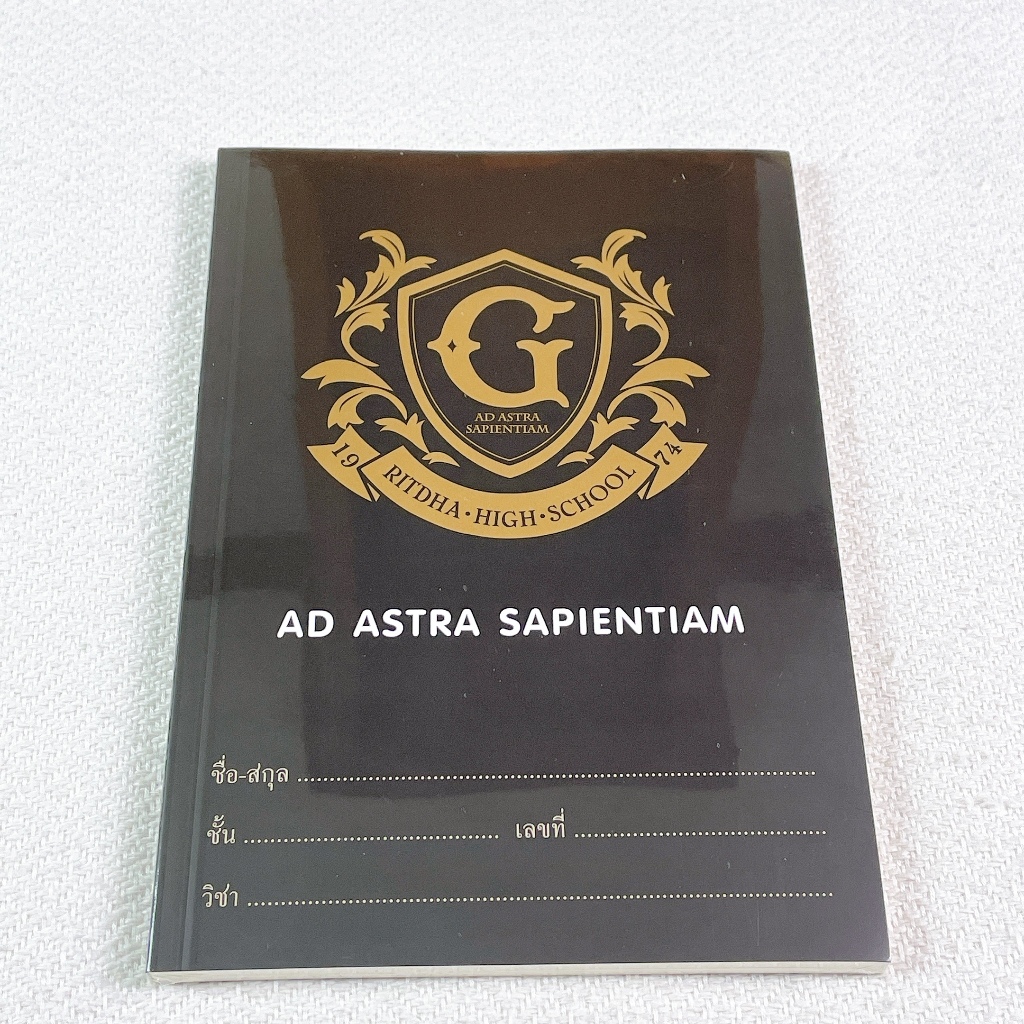 G
AD ASTRA
SAPIENTIAM
19 RITDHA·HIGH·SCHOOL 74
AD ASTRA SAPIENTIAM
ชื่อ-สกุล ................................................................................
ชั้น ........................................ เลขที่ ........................................
วิชา ................................................................................